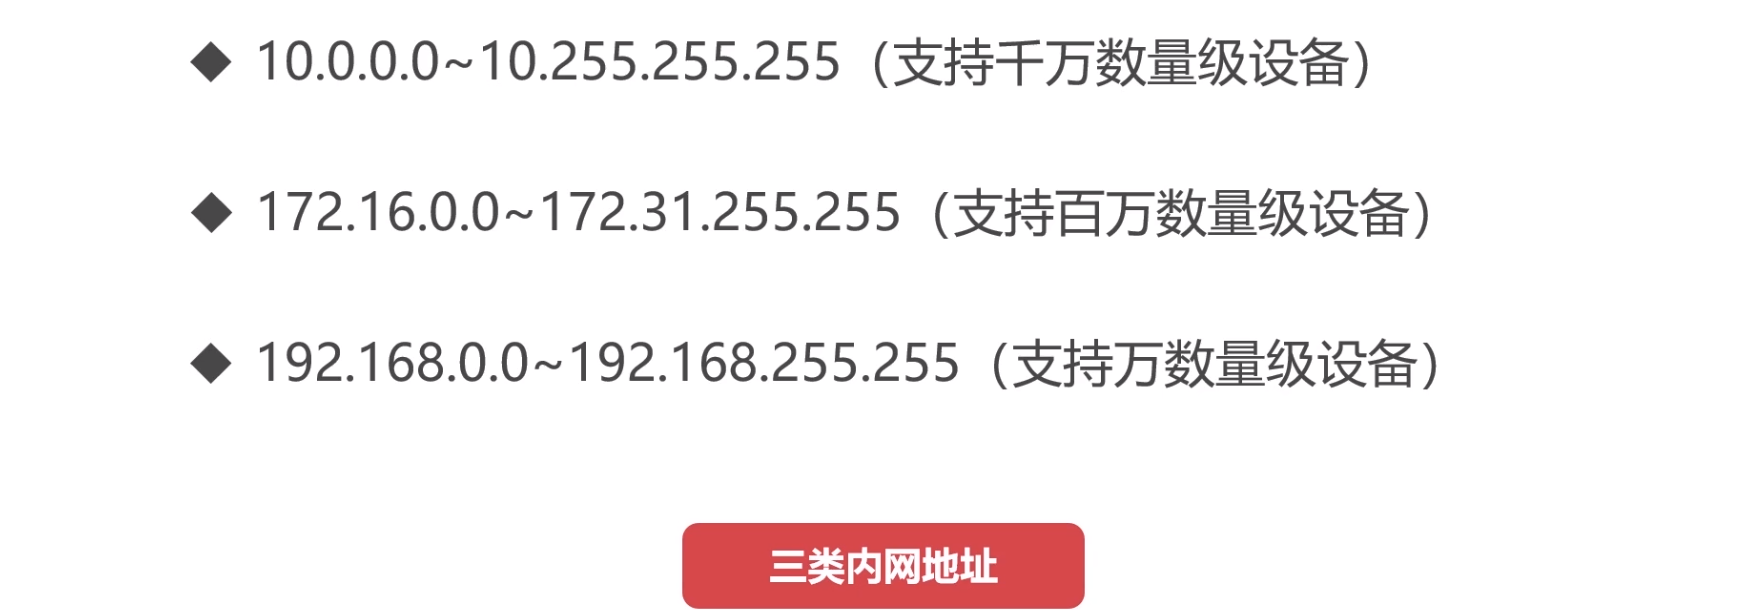 ◆ 10.0.0.0~10.255.255.255（支持千万数量级设备）
◆ 172.16.0.0~172.31.255.255（支持百万数量级设备）
◆ 192.168.0.0~192.168.255.255（支持万数量级设备）
三类内网地址